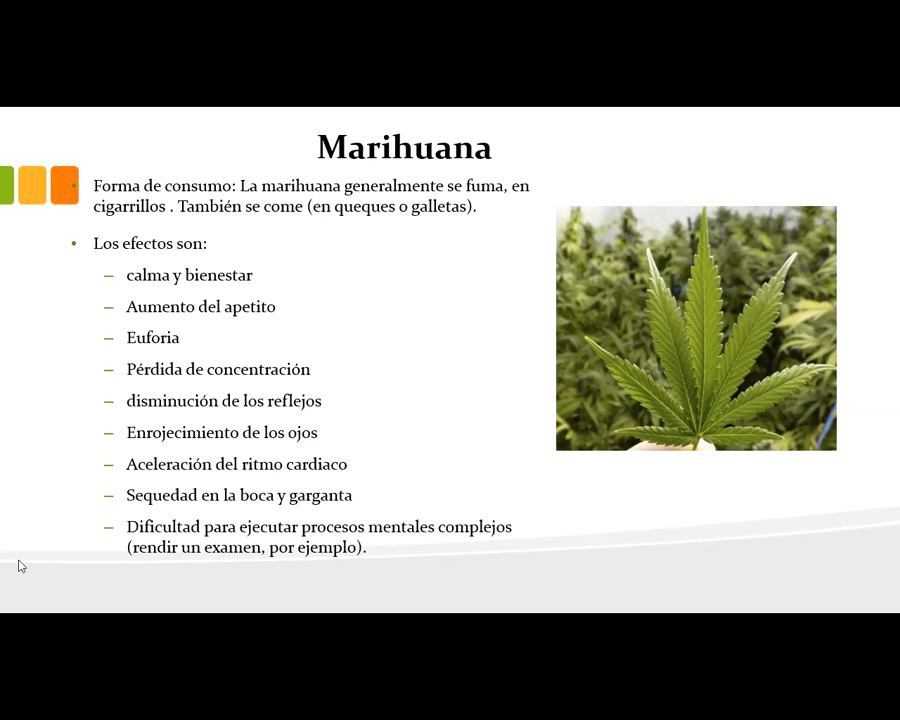 Marihuana
• Forma de consumo: La marihuana generalmente se fuma, en
cigarrillos . También se come (en queques o galletas).
• Los efectos son:
– calma y bienestar
– Aumento del apetito
– Euforia
– Pérdida de concentración
– disminución de los reflejos
– Enrojecimiento de los ojos
– Aceleración del ritmo cardiaco
– Sequedad en la boca y garganta
– Dificultad para ejecutar procesos mentales complejos
(rendir un examen, por ejemplo).